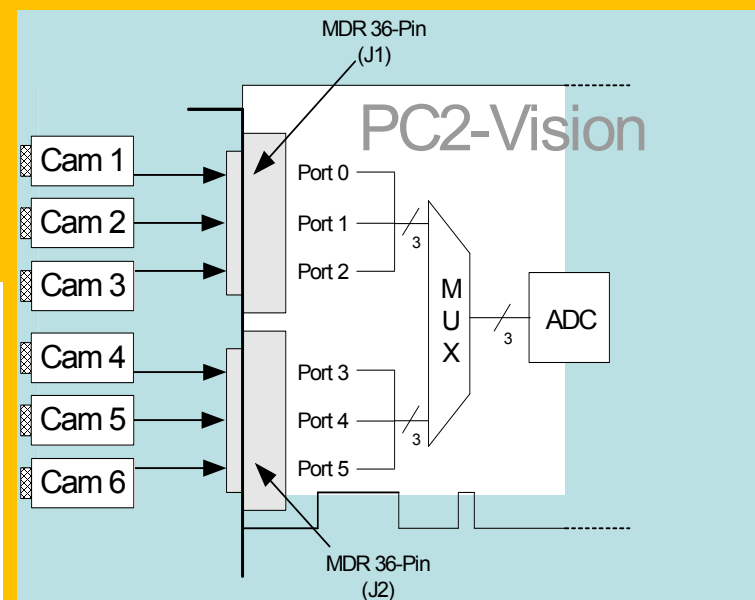 MDR 36-Pin
(J1)
PC2-Vision
Cam 1
Cam 2
Cam 3
Cam 4
Cam 5
Cam 6
Port 0
Port 1
Port 2
Port 3
Port 4
Port 5
3
3
M
U
X
3
ADC
MDR 36-Pin
(J2)